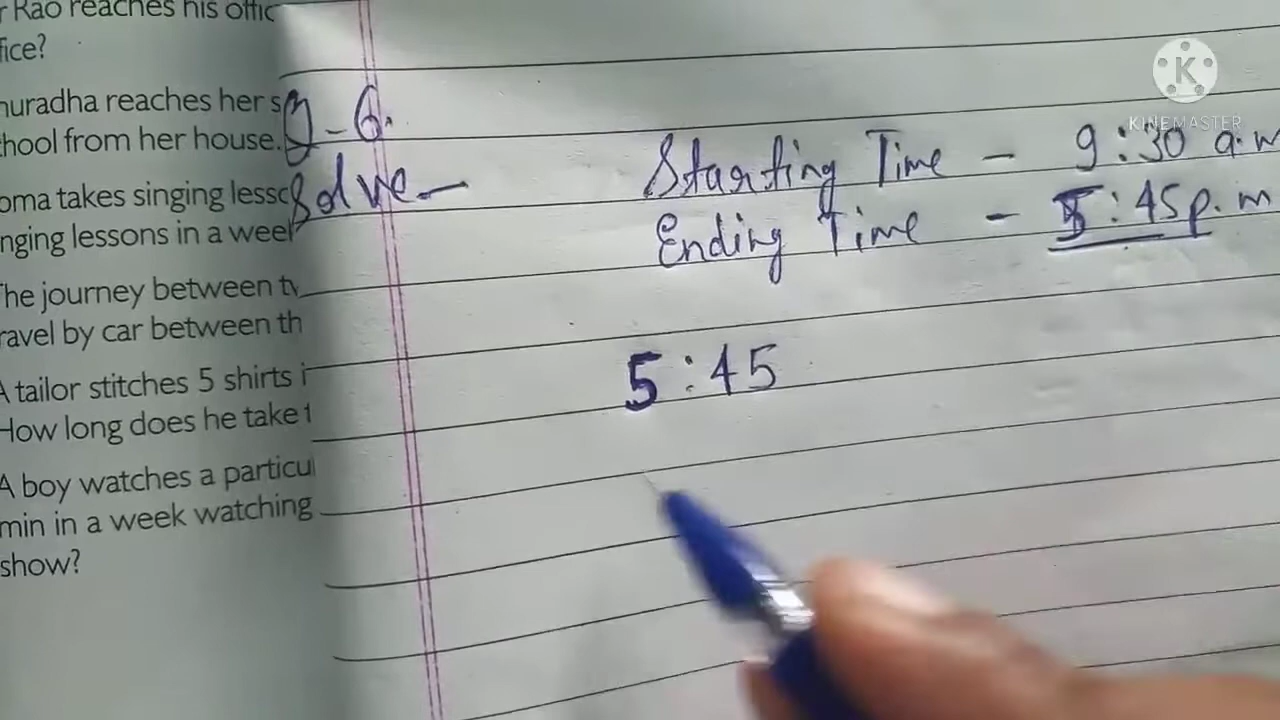 r Rao reaches his offic
fice?
nuradha reaches her s
chool from her house.
oma takes singing lesso
nging lessons in a week
The journey between tw
ravel by car between th
A tailor stitches 5 shirts i
How long does he take t
A boy watches a particu
min in a week watching
show?
Q-6.
Solve-
Starting Time - 9:30 a.m
Ending Time - 5:45 p.m
5:45
KINEMASTER